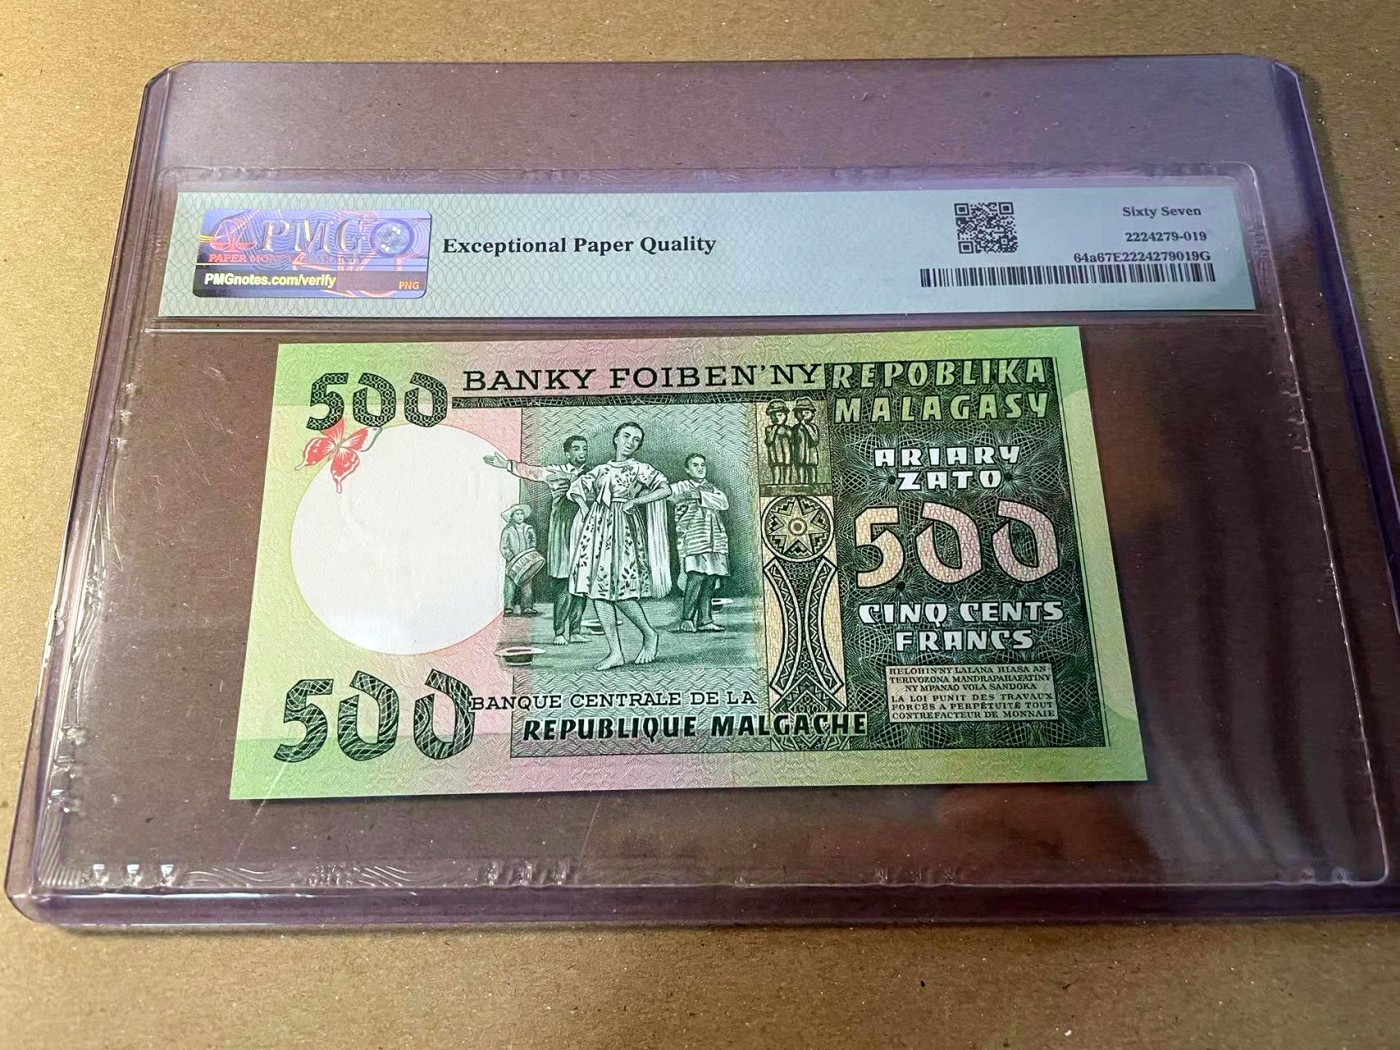 PMG
PAPER MONEY GUARANTY
PMGnotes.com/verify
PNG
Exceptional Paper Quality
Sixty Seven
2224279-019
64a67E2224279019G
500
BANKY FOIBEN'NY
REPOBLIKA
MALAGASY
ARIARY
ZATO
500
CINQ CENTS
FRANCS
HELOHIN'NY LALANA HIASA AN
TERIVOZONA MANDRAPAHAFATINY
NY MPANAO VOLA SANDOKA
LA LOI PUNIT DES TRAVAUX
FORCÉS A PERPÉTUITÉ TOUT
CONTREFACTEUR DE MONNAIE
500
BANQUE CENTRALE DE LA
REPUBLIQUE MALGACHE